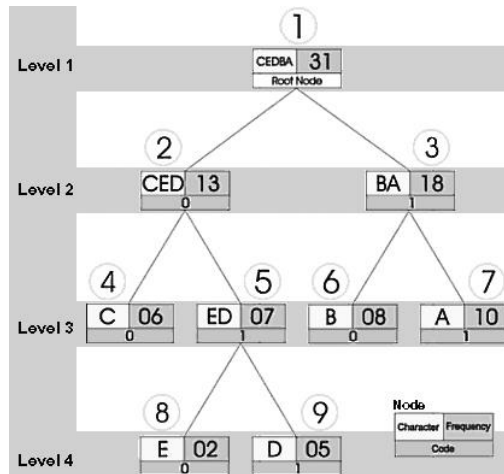 1
Level 1
CEDBA 31
Root Node
2 3
Level 2
CED 13 BA 18
0 1
4 5 6 7
Level 3
C 06 ED 07 B 08 A 10
0 1 0 1
8 9
Node
Character Frequency
Code
Level 4
E 02 D 05
0 1